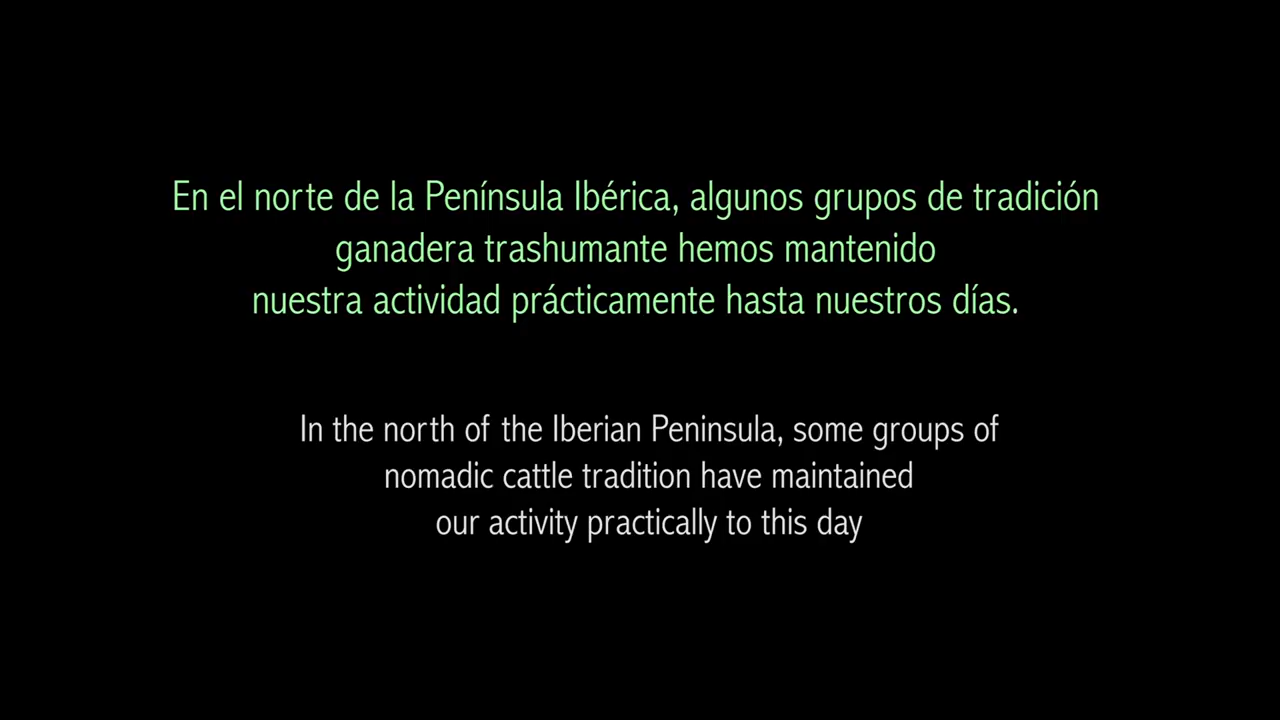 En el norte de la Península Ibérica, algunos grupos de tradición
ganadera trashumante hemos mantenido
nuestra actividad prácticamente hasta nuestros días.
In the north of the Iberian Peninsula, some groups of
nomadic cattle tradition have maintained
our activity practically to this day